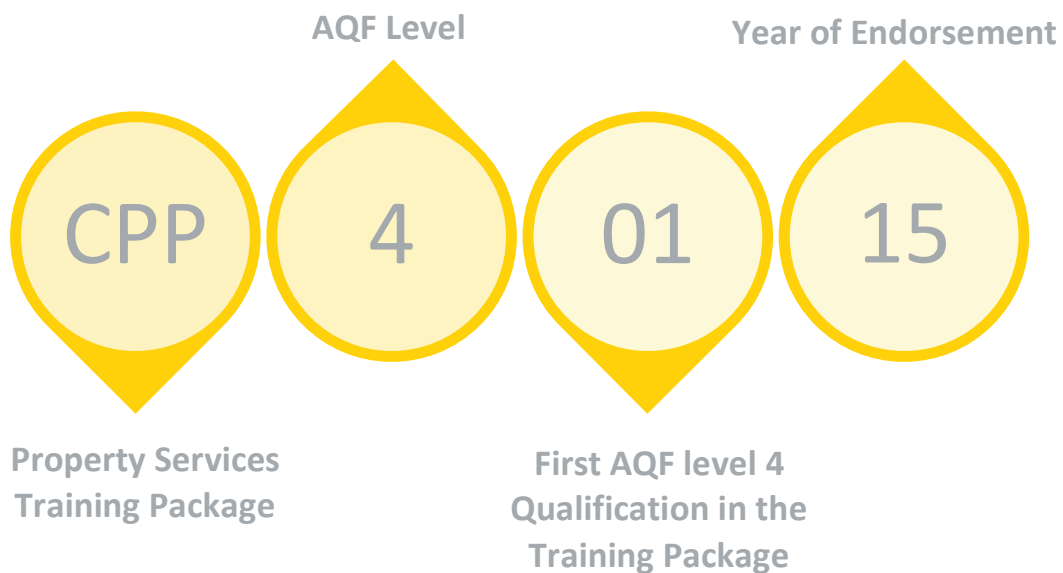 AQF Level
Year of Endorsement
CPP
4
01
15
Property Services
Training Package
First AQF level 4
Qualification in the
Training Package